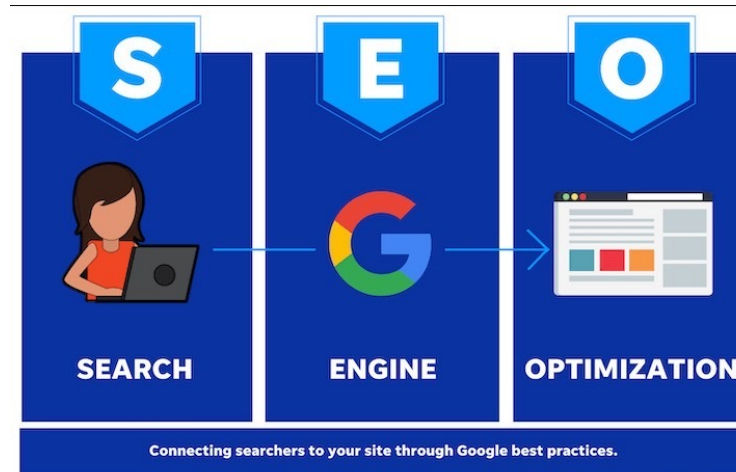 S
E
O
SEARCH
ENGINE
OPTIMIZATION
Connecting searchers to your site through Google best practices.